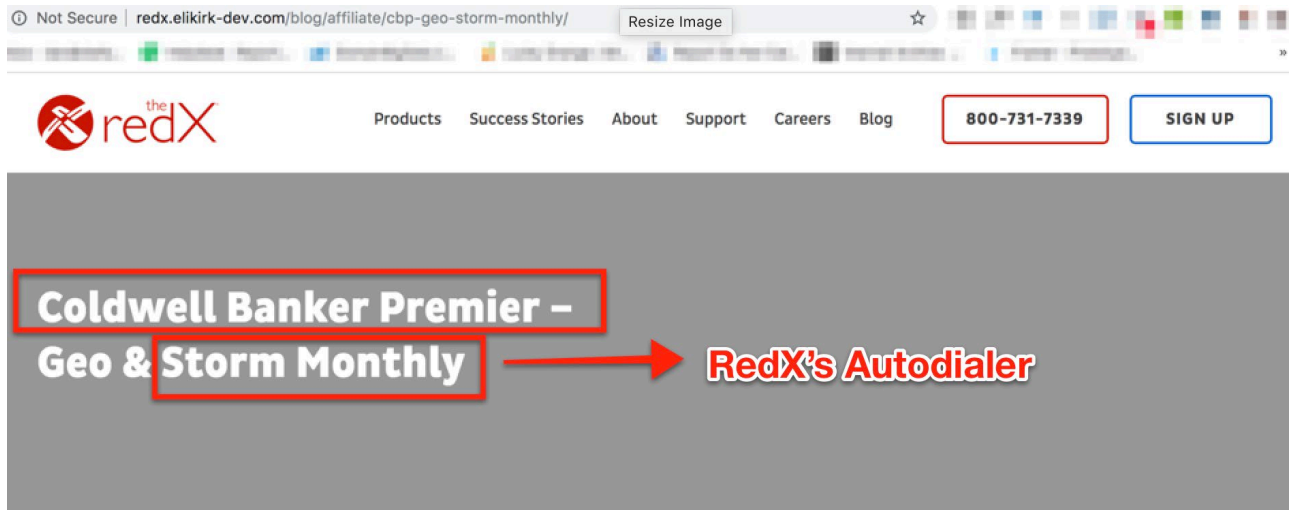 Not Secure | redx.elikirk-dev.com/blog/affiliate/cbp-geo-storm-monthly/
Resize Image
»
the redX
Products Success Stories About Support Careers Blog 800-731-7339 SIGN UP
Coldwell Banker Premier –
Geo & Storm Monthly
RedX's Autodialer